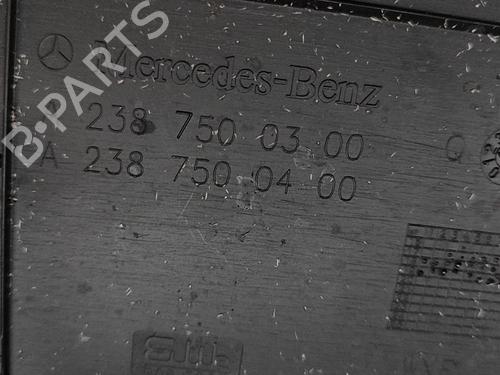 B-PARTS
Mercedes-Benz
238 750 03 00 Q
A 238 750 04 00